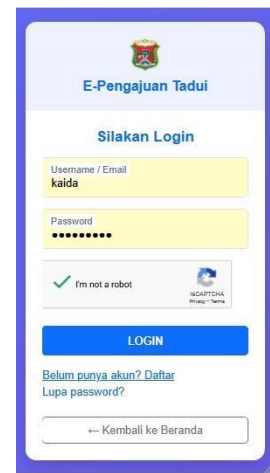 E-Pengajuan Tadui
Silakan Login
Username / Email
kaida
Password
•••••••••
I'm not a robot
reCAPTCHA
Privacy - Terms
LOGIN
Belum punya akun? Daftar
Lupa password?
← Kembali ke Beranda